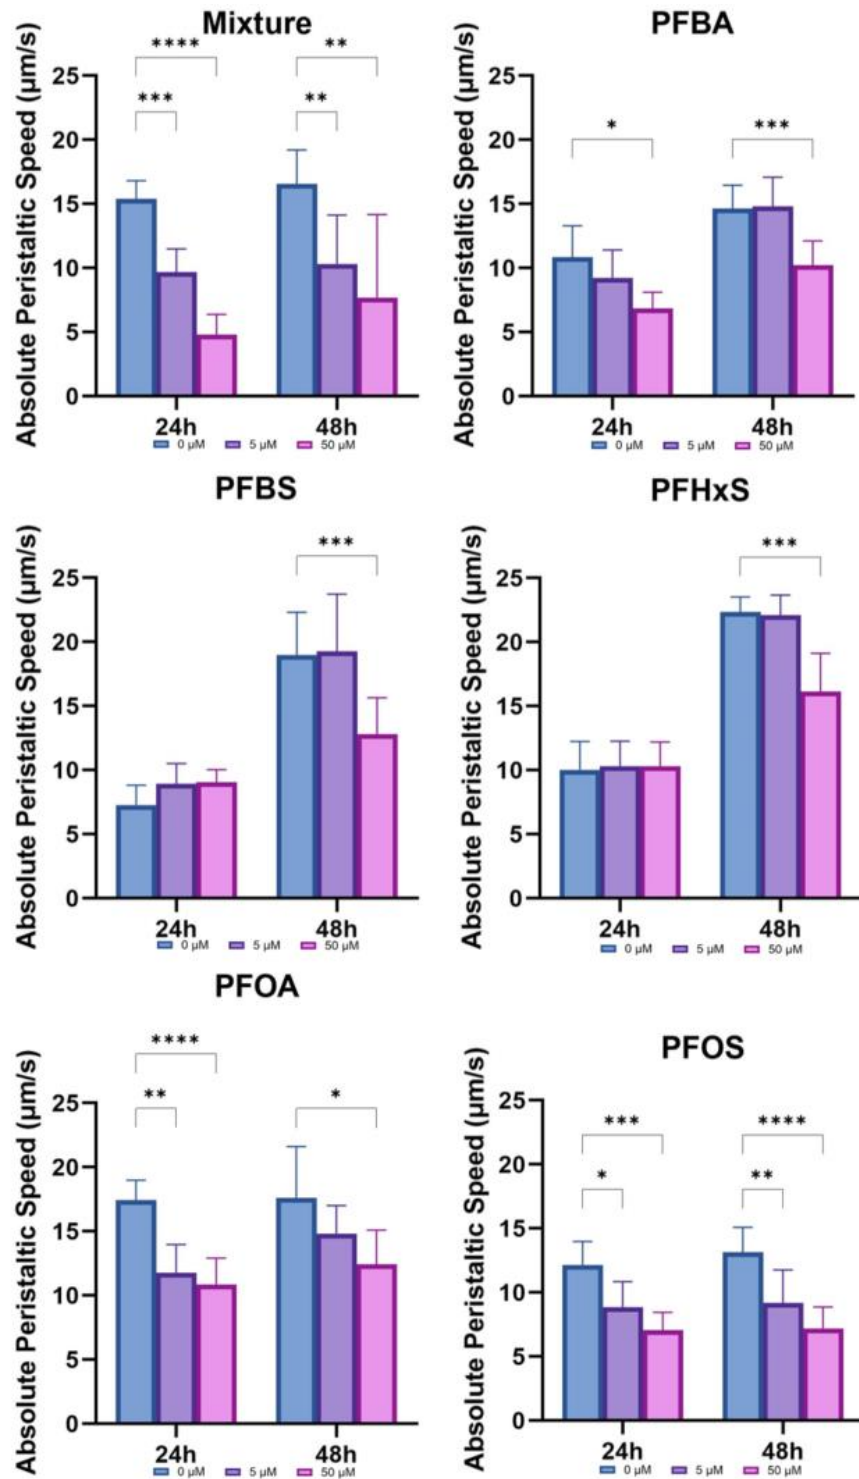 Mixture
Absolute Peristaltic Speed (µm/s)
25
20
15
10
5
0
**** **
*** **
24h 48h
0 µM 5 µM 50 µM
PFBA
Absolute Peristaltic Speed (µm/s)
25
20
15
10
5
0
* ***
24h 48h
0 µM 5 µM 50 µM
PFBS
Absolute Peristaltic Speed (µm/s)
25
20
15
10
5
0
***
24h 48h
0 µM 5 µM 50 µM
PFHxS
Absolute Peristaltic Speed (µm/s)
25
20
15
10
5
0
***
24h 48h
0 µM 5 µM 50 µM
PFOA
Absolute Peristaltic Speed (µm/s)
25
20
15
10
5
0
****
** *
24h 48h
0 µM 5 µM 50 µM
PFOS
Absolute Peristaltic Speed (µm/s)
25
20
15
10
5
0
*** ****
* **
24h 48h
0 µM 5 µM 50 µM